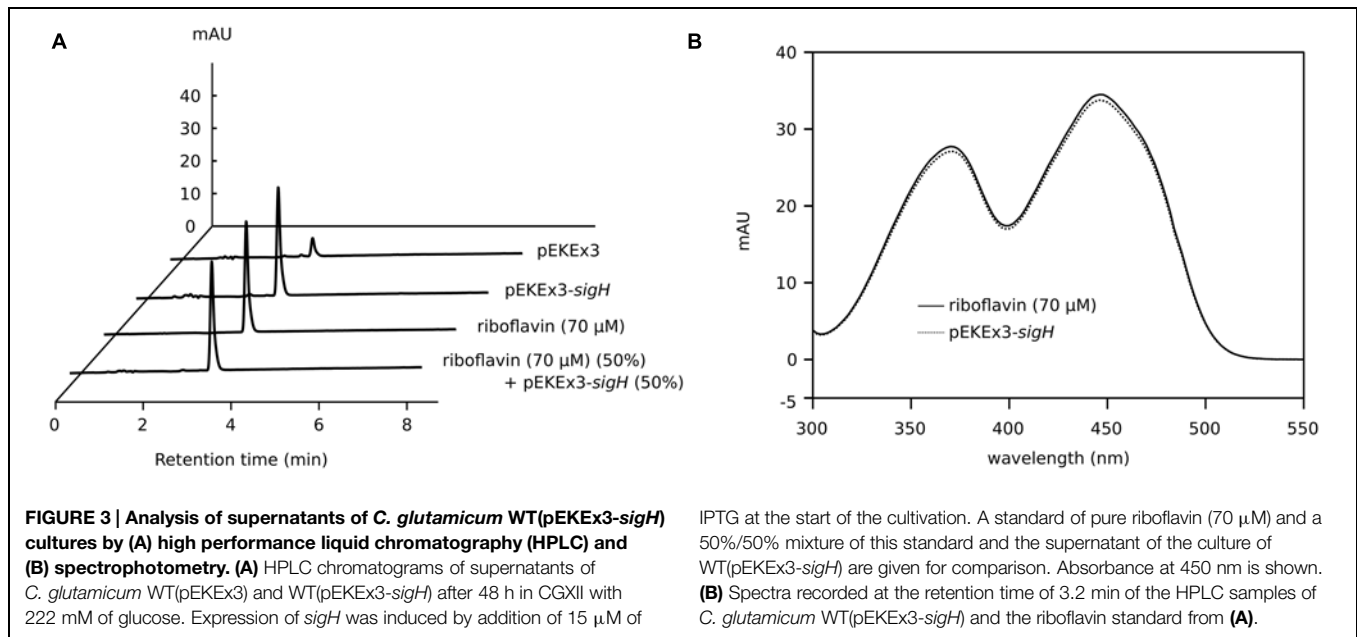 A
mAU
40
30
20
10
0
pEKEx3
pEKEx3-sigH
riboflavin (70 µM)
riboflavin (70 µM) (50%)
+ pEKEx3-sigH (50%)
0 2 4 6 8
Retention time (min)
B
40
30
20
10
0
-5
mAU
riboflavin (70 µM)
pEKEx3-sigH
300 350 400 450 500 550
wavelength (nm)
FIGURE 3 | Analysis of supernatants of C. glutamicum WT(pEKEx3-sigH)
cultures by (A) high performance liquid chromatography (HPLC) and
(B) spectrophotometry. (A) HPLC chromatograms of supernatants of
C. glutamicum WT(pEKEx3) and WT(pEKEx3-sigH) after 48 h in CGXII with
222 mM of glucose. Expression of sigH was induced by addition of 15 µM of
IPTG at the start of the cultivation. A standard of pure riboflavin (70 µM) and a
50%/50% mixture of this standard and the supernatant of the culture of
WT(pEKEx3-sigH) are given for comparison. Absorbance at 450 nm is shown.
(B) Spectra recorded at the retention time of 3.2 min of the HPLC samples of
C. glutamicum WT(pEKEx3-sigH) and the riboflavin standard from (A).